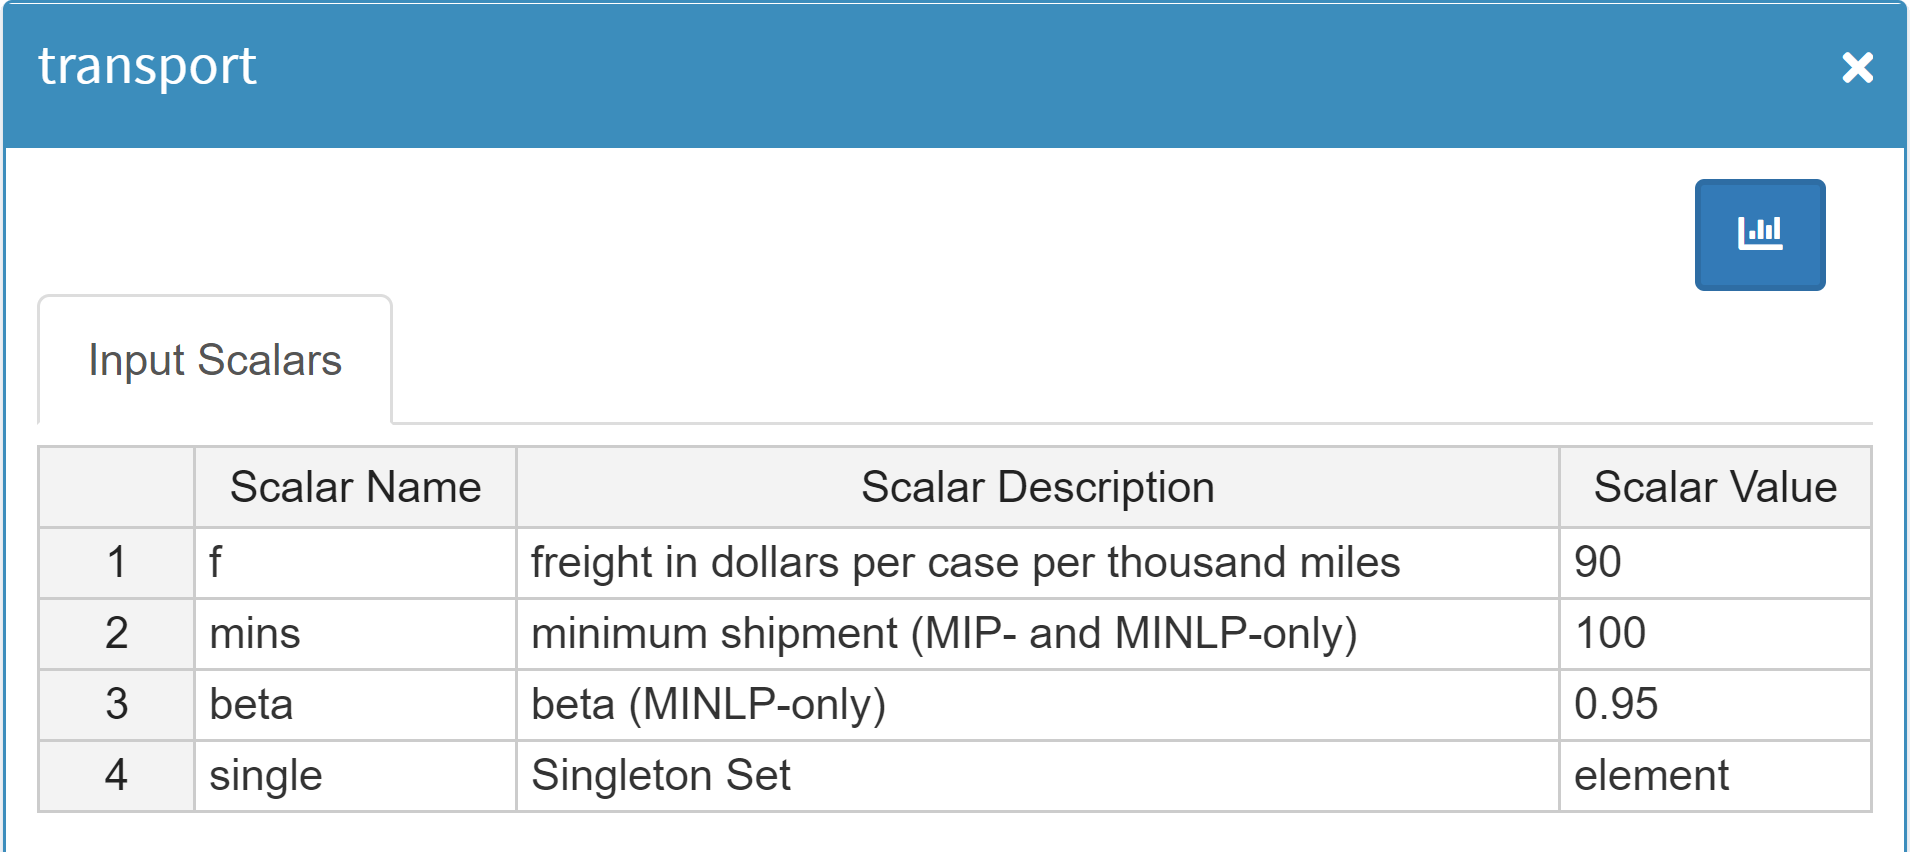 transport
Input Scalars
Scalar Name Scalar Description Scalar Value
1 f freight in dollars per case per thousand miles 90
2 mins minimum shipment (MIP- and MINLP-only) 100
3 beta beta (MINLP-only) 0.95
4 single Singleton Set element